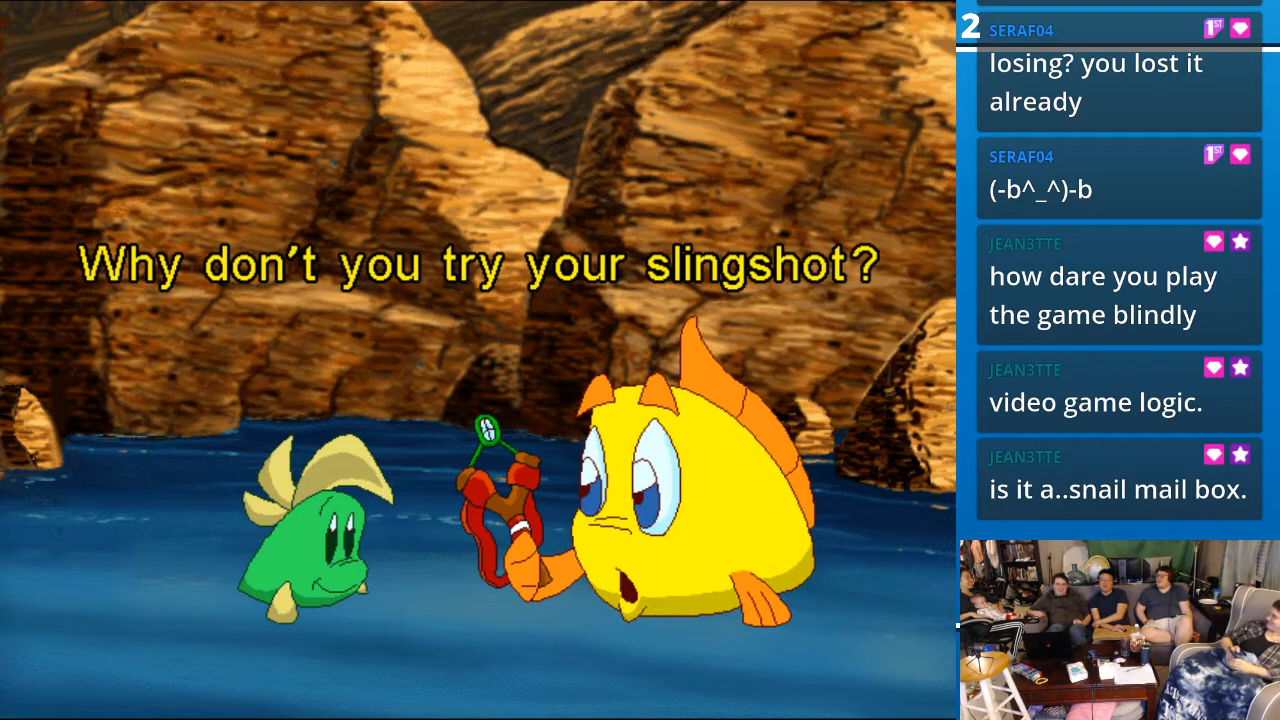 Why don't you try your slingshot?
2
SERAF04
losing? you lost it
already
SERAF04
(-b^_^)-b
JEAN3TTE
how dare you play
the game blindly
JEAN3TTE
video game logic.
JEAN3TTE
is it a..snail mail box.